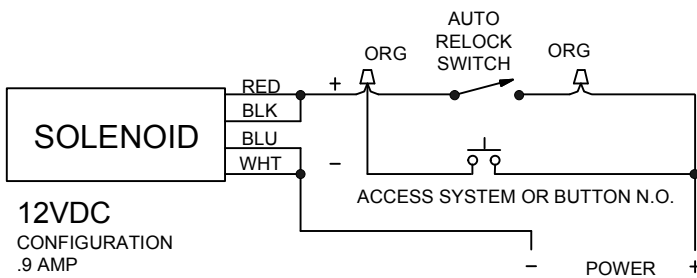 AUTO
RELOCK
SWITCH
ORG
ORG
RED
+
BLK
SOLENOID
BLU
WHT
–
ACCESS SYSTEM OR BUTTON N.O.
12VDC
CONFIGURATION
.9 AMP
–
POWER
+